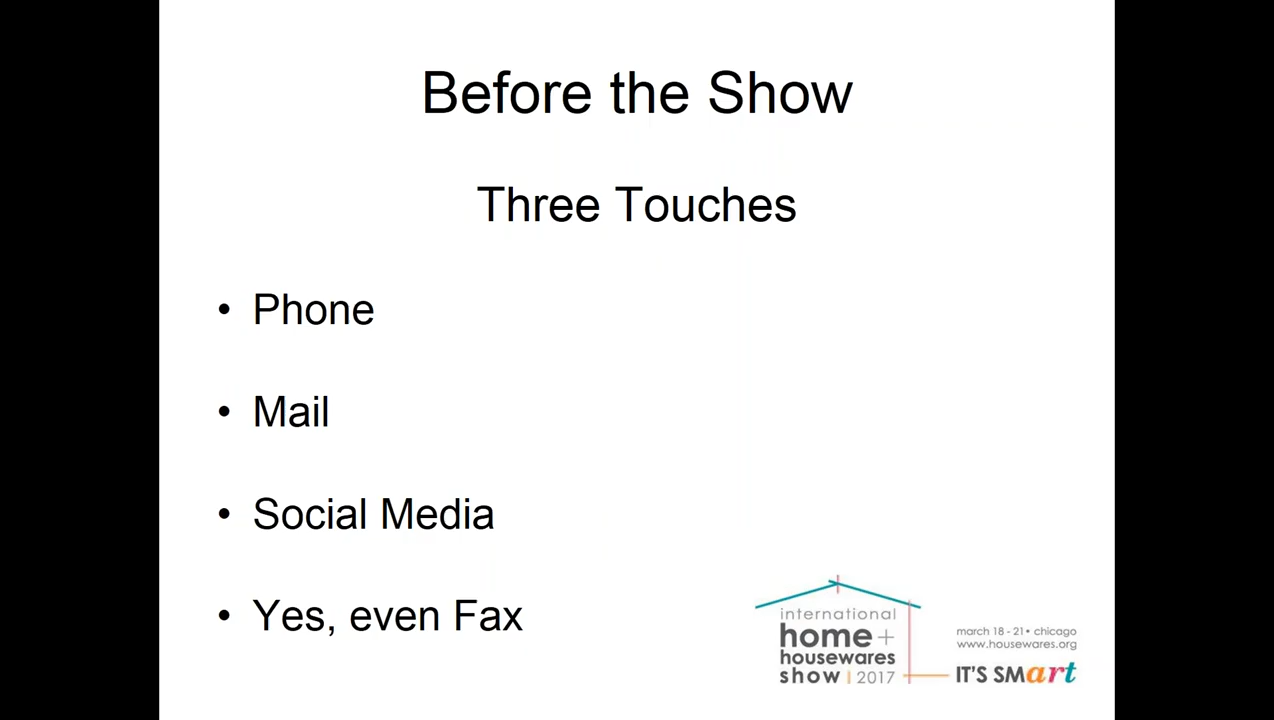 Before the Show
Three Touches
• Phone
• Mail
• Social Media
• Yes, even Fax
international
home+
housewares
show | 2017
march 18 - 21 • chicago
www.housewares.org
IT'S SMart